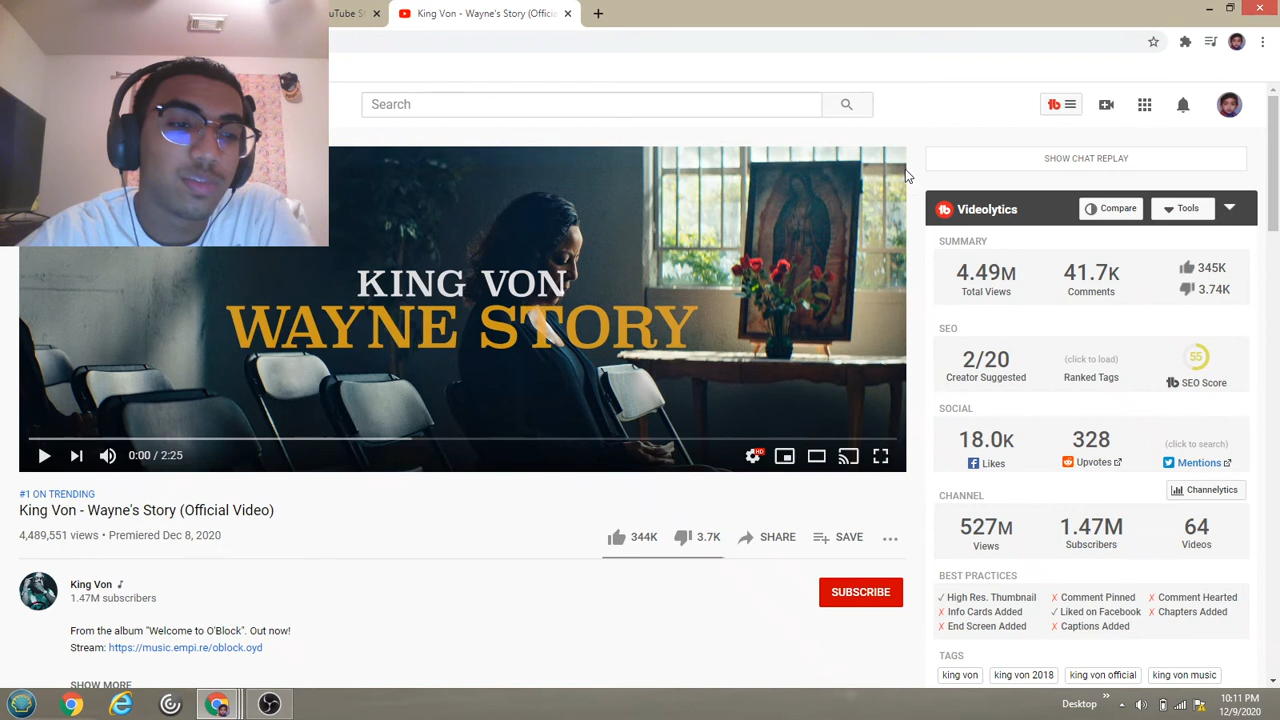 uTube St
King Von - Wayne's Story (Officia
Search
SHOW CHAT REPLAY
KING VON
WAYNE STORY
0:00 / 2:25
HD
#1 ON TRENDING
King Von - Wayne's Story (Official Video)
4,489,551 views • Premiered Dec 8, 2020
344K
3.7K
SHARE
SAVE
King Von
1.47M subscribers
SUBSCRIBE
From the album "Welcome to O'Block". Out now!
Stream: https://music.empi.re/oblock.oyd
SHOW MORE
tb Videolytics
Compare
Tools
SUMMARY
4.49M 41.7K 345K
Total Views Comments 3.74K
SEO
2/20 (click to load) 55
Creator Suggested Ranked Tags tb SEO Score
SOCIAL
18.0K 328 (click to search)
Likes Upvotes Mentions
CHANNEL Channelytics
527M 1.47M 64
Views Subscribers Videos
BEST PRACTICES
✓ High Res. Thumbnail ✗ Comment Pinned ✗ Comment Hearted
✗ Info Cards Added ✓ Liked on Facebook ✗ Chapters Added
✗ End Screen Added ✗ Captions Added
TAGS
king von king von 2018 king von official king von music
Desktop
10:11 PM
12/9/2020